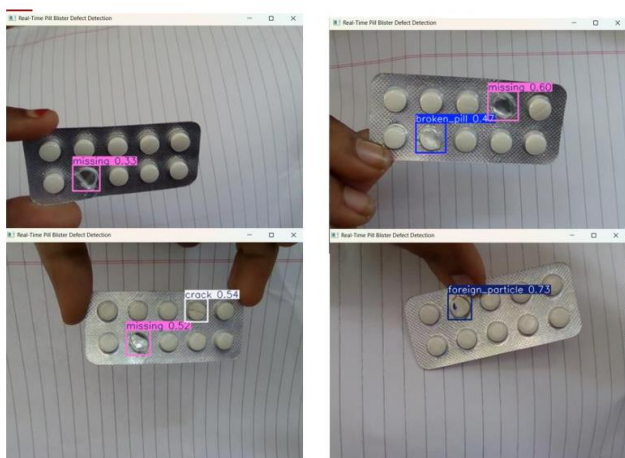 Real-Time Pill Blister Defect Detection
missing 0.33
Real-Time Pill Blister Defect Detection
missing 0.60
broken_pill 0.47
Real-Time Pill Blister Defect Detection
crack 0.54
missing 0.52
Real-Time Pill Blister Defect Detection
foreign_particle 0.73